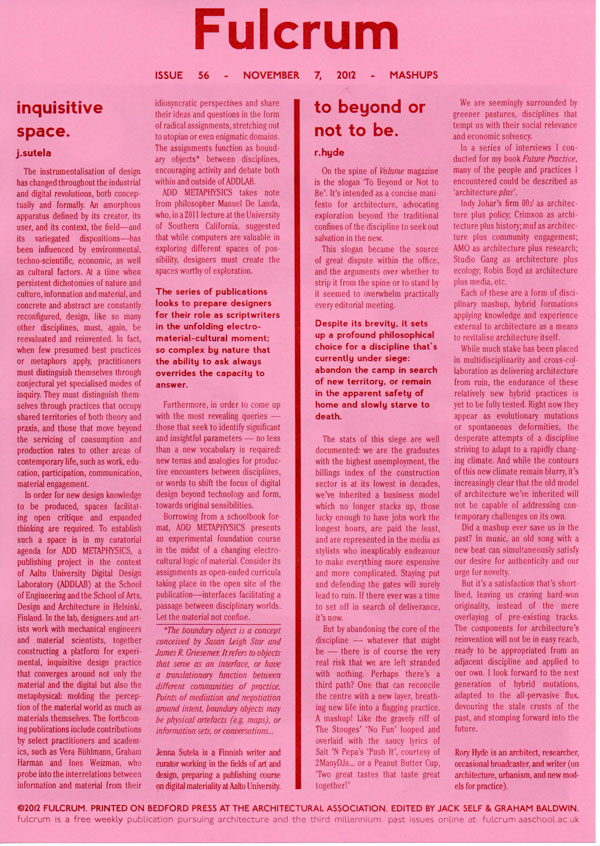 Fulcrum
ISSUE 56 - NOVEMBER 7, 2012 - MASHUPS
inquisitive
space.
j.sutela
The instrumentalisation of design
has changed throughout the industrial
and digital revolutions, both concep-
tually and formally. An amorphous
apparatus defined by its creator, its
user, and its context, the field—and
its variegated dispositions—has
been influenced by environmental,
techno-scientific, economic, as well
as cultural factors. At a time when
persistent dichotomies of nature and
culture, information and material, and
concrete and abstract are constantly
reconfigured, design, like so many
other disciplines, must, again, be
reevaluated and reinvented. In fact,
when few presumed best practices
or metaphors apply, practitioners
must distinguish themselves through
conjectural yet specialised modes of
inquiry. They must distinguish them-
selves through practices that occupy
shared territories of both theory and
praxis, and those that move beyond
the servicing of consumption and
production rates to other areas of
contemporary life, such as work, edu-
cation, participation, communication,
material engagement.
In order for new design knowledge
to be produced, spaces facilitat-
ing open critique and expanded
thinking are required. To establish
such a space is in my curatorial
agenda for ADD METAPHYSICS, a
publishing project in the context
of Aalto University Digital Design
Laboratory (ADDLAB) at the School
of Engineering and the School of Arts,
Design and Architecture in Helsinki,
Finland. In the lab, designers and art-
ists work with mechanical engineers
and material scientists, together
constructing a platform for experi-
mental, inquisitive design practice
that converges around not only the
material and the digital but also the
metaphysical: molding the percep-
tion of the material world as much as
materials themselves. The forthcom-
ing publications include contributions
by select practitioners and academ-
ics, such as Vera Bühlmann, Graham
Harman and Ines Weizman, who
probe into the interrelations between
information and material from their
idiosyncratic perspectives and share
their ideas and questions in the form
of radical assignments, stretching out
to utopian or even enigmatic domains.
The assignments function as bound-
ary objects* between disciplines,
encouraging activity and debate both
within and outside of ADDLAB.
ADD METAPHYSICS takes note
from philosopher Manuel De Landa,
who, in a 2011 lecture at the University
of Southern California, suggested
that while computers are valuable in
exploring different spaces of pos-
sibility, designers must create the
spaces worthy of exploration.
The series of publications
looks to prepare designers
for their role as scriptwriters
in the unfolding electro-
material-cultural moment;
so complex by nature that
the ability to ask always
overrides the capacity to
answer.
Furthermore, in order to come up
with the most revealing queries —
those that seek to identify significant
and insightful parameters — no less
than a new vocabulary is required:
new terms and analogies for produc-
tive encounters between disciplines,
or words to shift the focus of digital
design beyond technology and form,
towards original sensibilities.
Borrowing from a schoolbook for-
mat, ADD METAPHYSICS presents
an experimental foundation course
in the midst of a changing electro-
cultural logic of material. Consider its
assignments as open-ended curricula
taking place in the open site of the
publication—interfaces facilitating a
passage between disciplinary worlds.
Let the material not confine.
*The boundary object is a concept
conceived by Susan Leigh Star and
James R. Griesemer. It refers to objects
that serve as an interface, or have
a translational function between
different communities of practice.
Points of mediation and negotiation
around intent, boundary objects may
be physical artefacts (e.g. maps), or
information sets, or conversations...
Jenna Sutela is a Finnish writer and
curator working in the fields of art and
design, preparing a publishing course
on digital materiality at Aalto University.
to beyond or
not to be.
r.hyde
On the spine of Volume magazine
is the slogan 'To Beyond or Not to
Be'. It's intended as a concise mani-
festo for architecture, advocating
exploration beyond the traditional
confines of the discipline to seek out
salvation in the new.
This slogan became the source
of great dispute within the office,
and the arguments over whether to
strip it from the spine or to stand by
it seemed to overwhelm practically
every editorial meeting.
Despite its brevity, it sets
up a profound philosophical
choice for a discipline that's
currently under siege:
abandon the camp in search
of new territory, or remain
in the apparent safety of
home and slowly starve to
death.
The stats of this siege are well
documented: we are the graduates
with the highest unemployment, the
billings index of the construction
sector is at its lowest in decades,
we've inherited a business model
which no longer stacks up, those
lucky enough to have jobs work the
longest hours, are paid the least,
and are represented in the media as
stylists who inexplicably endeavour
to make everything more expensive
and more complicated. Staying put
and defending the gates will surely
lead to ruin. If there ever was a time
to set off in search of deliverance,
it's now.
But by abandoning the core of the
discipline — whatever that might
be — there is of course the very
real risk that we are left stranded
with nothing. Perhaps there's a
third path? One that can reconcile
the centre with a new layer, breath-
ing new life into a flagging practice.
A mashup! Like the gravely riff of
The Stooges' 'No Fun' looped and
overlaid with the saucy lyrics of
Salt 'N Pepa's 'Push It', courtesy of
2ManyDJs... or a Peanut Butter Cup,
'Two great tastes that taste great
together!'
We are seemingly surrounded by
greener pastures, disciplines that
tempt us with their social relevance
and economic solvency.
In a series of interviews I con-
ducted for my book Future Practice,
many of the people and practices I
encountered could be described as
'architecture plus'.
Indy Johar's firm 00:/ as architec-
ture plus policy; Crimson as archi-
tecture plus history; muf as architec-
ture plus community engagement;
AMO as architecture plus research;
Studio Gang as architecture plus
ecology; Robin Boyd as architecture
plus media, etc.
Each of these are a form of disci-
plinary mashup, hybrid formations
applying knowledge and experience
external to architecture as a means
to revitalise architecture itself.
While much stake has been placed
in multidisciplinarity and cross-col-
laboration as delivering architecture
from ruin, the endurance of these
relatively new hybrid practices is
yet to be fully tested. Right now they
appear as evolutionary mutations
or spontaneous deformities, the
desperate attempts of a discipline
striving to adapt to a rapidly chang-
ing climate. And while the contours
of this new climate remain blurry, it's
increasingly clear that the old model
of architecture we've inherited will
not be capable of addressing con-
temporary challenges on its own.
Did a mashup ever save us in the
past? In music, an old song with a
new beat can simultaneously satisfy
our desire for authenticity and our
urge for novelty.
But it's a satisfaction that's short-
lived, leaving us craving hard-won
originality, instead of the mere
overlaying of pre-existing tracks.
The components for architecture's
reinvention will not be in easy reach,
ready to be appropriated from an
adjacent discipline and applied to
our own. I look forward to the next
generation of hybrid mutations,
adapted to the all-pervasive flux,
devouring the stale crusts of the
past, and stomping forward into the
future.
Rory Hyde is an architect, researcher,
occasional broadcaster, and writer (on
architecture, urbanism, and new mod-
els for practice).
©2012 FULCRUM. PRINTED ON BEDFORD PRESS AT THE ARCHITECTURAL ASSOCIATION. EDITED BY JACK SELF & GRAHAM BALDWIN.
fulcrum is a free weekly publication pursuing architecture and the third millennium. past issues online at: fulcrum.aaschool.ac.uk